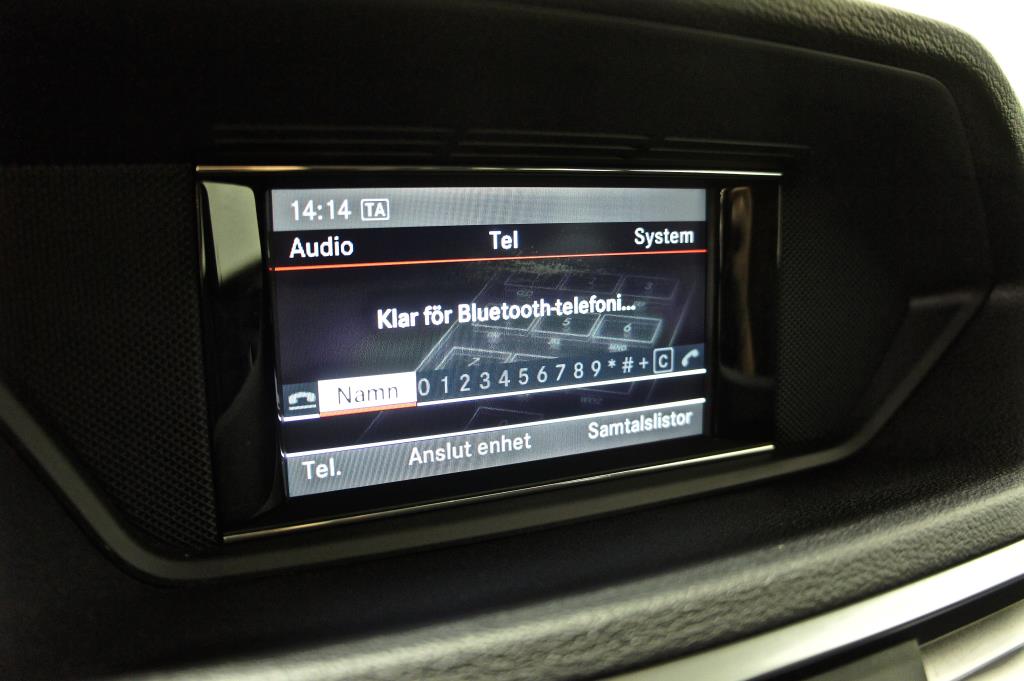 14:14 TA
Audio Tel System
Klar för Bluetooth-telefoni...
Namn 0 1 2 3 4 5 6 7 8 9 * # + C
Tel. Anslut enhet Samtalslistor